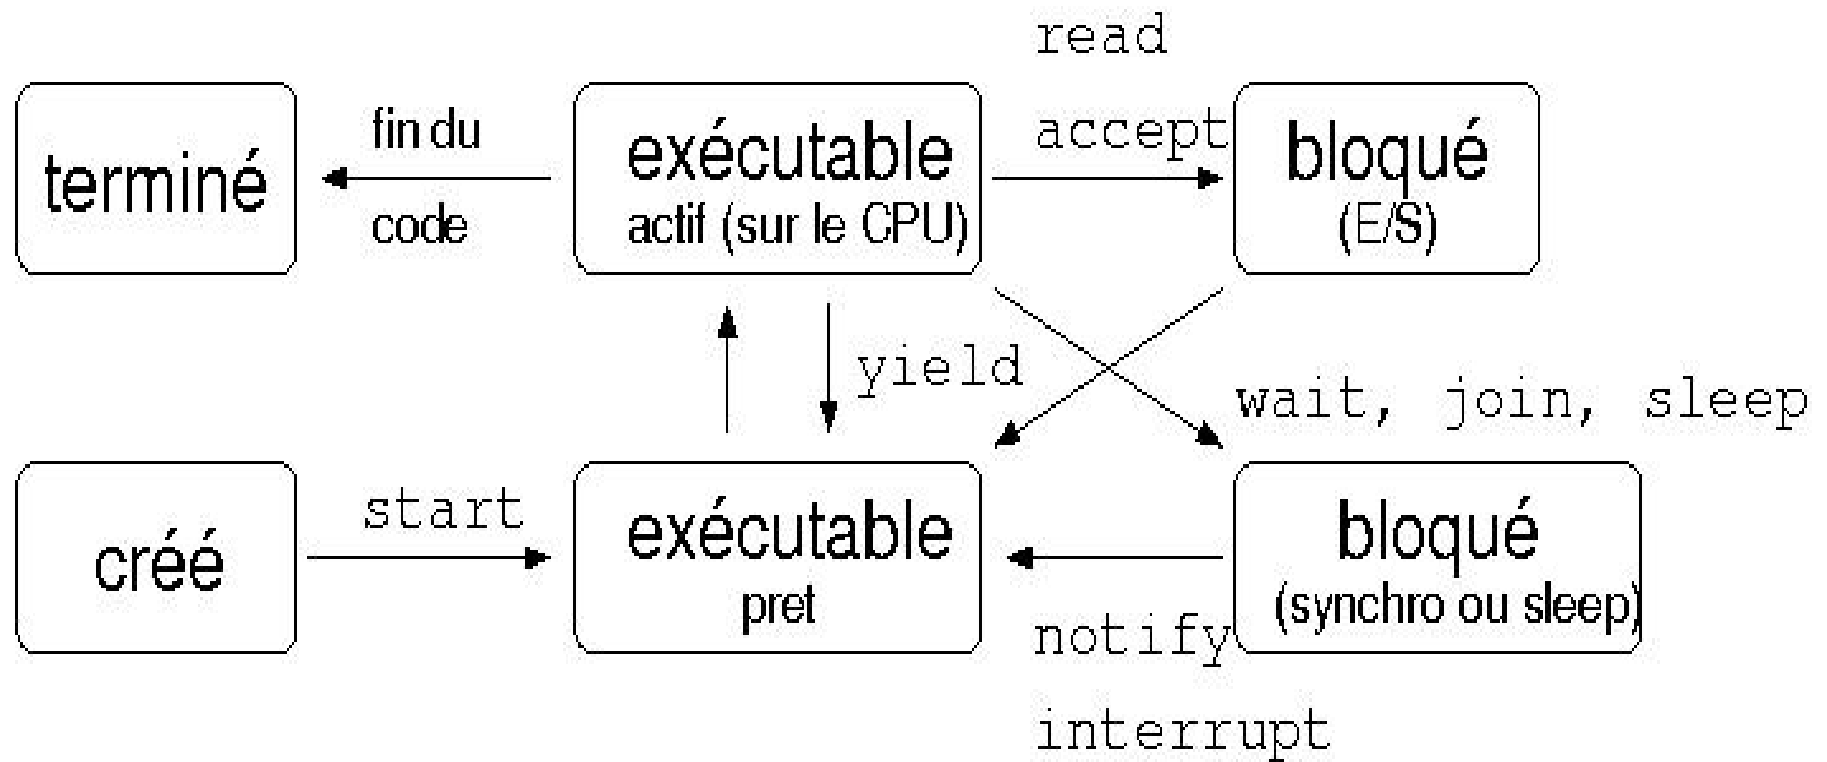 read
accept
terminé
fin du
code
exécutable
actif (sur le CPU)
bloqué
(E/S)
yield
wait, join, sleep
créé
start
exécutable
pret
bloqué
(synchro ou sleep)
notify
interrupt